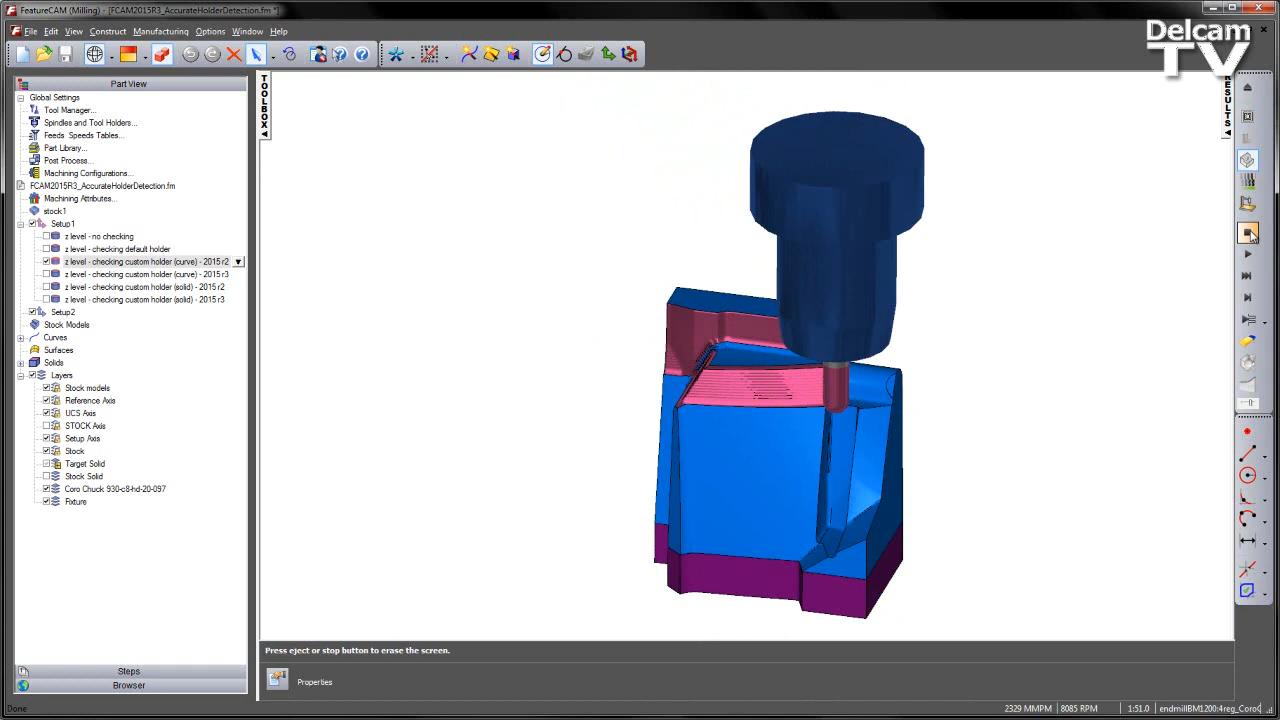 FeatureCAM (Milling) - [FCAM2015R3_AccurateHolderDetection.fm *]
File Edit View Construct Manufacturing Options Window Help
Delcam
TV
Part View
TOOLBOX
RESULTS
Global Settings
Tool Manager...
Spindles and Tool Holders...
Feeds Speeds Tables...
Part Library...
Post Process...
Machining Configurations...
FCAM2015R3_AccurateHolderDetection.fm
Machining Attributes...
stock1
Setup1
z level - no checking
z level - checking default holder
z level - checking custom holder (curve) - 2015 r2
z level - checking custom holder (curve) - 2015 r3
z level - checking custom holder (solid) - 2015 r2
z level - checking custom holder (solid) - 2015 r3
Setup2
Stock Models
Curves
Surfaces
Solids
Layers
Stock models
Reference Axis
UCS Axis
STOCK Axis
Setup Axis
Stock
Target Solid
Stock Solid
Coro Chuck 930-c8-hd-20-097
Fixture
Press eject or stop button to erase the screen.
Steps
Properties
Browser
Done
2329 MMPM 8085 RPM 1:51.0 endmillBM1200:4reg_Coro